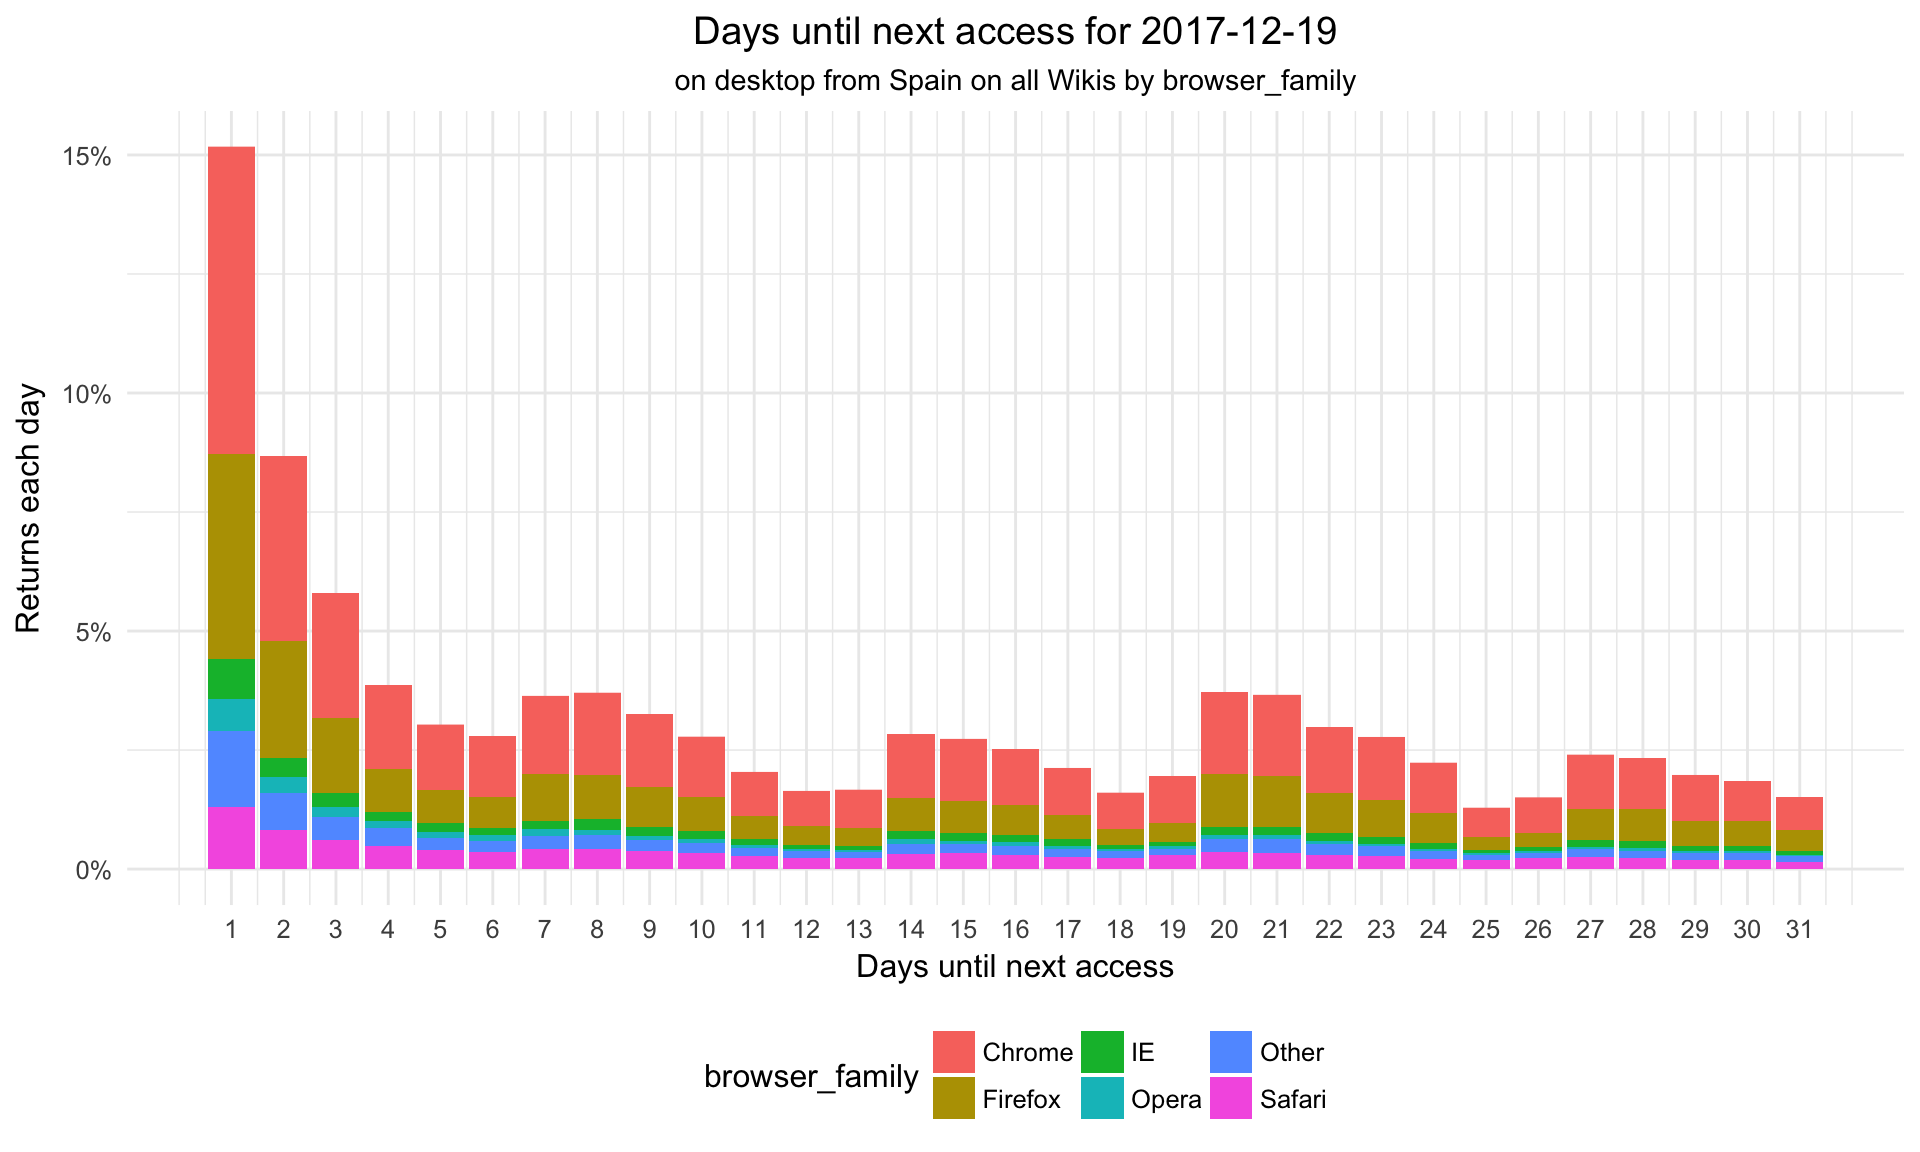 Days until next access for 2017-12-19
on desktop from Spain on all Wikis by browser_family
15%
10%
5%
0%
Returns each day
1 2 3 4 5 6 7 8 9 10 11 12 13 14 15 16 17 18 19 20 21 22 23 24 25 26 27 28 29 30 31
Days until next access
browser_family
Chrome IE Other
Firefox Opera Safari